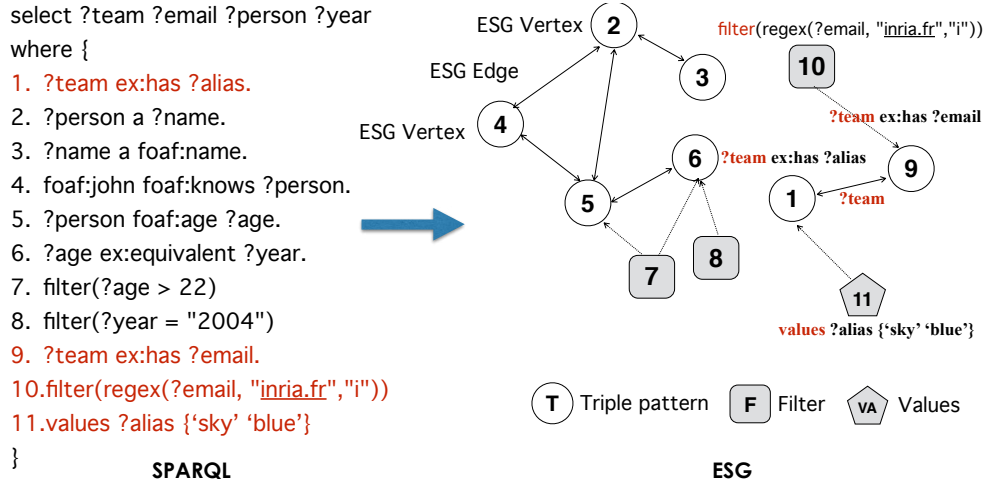 select ?team ?email ?person ?year
where {
1. ?team ex:has ?alias.
2. ?person a ?name.
3. ?name a foaf:name.
4. foaf:john foaf:knows ?person.
5. ?person foaf:age ?age.
6. ?age ex:equivalent ?year.
7. filter(?age > 22)
8. filter(?year = "2004")
9. ?team ex:has ?email.
10.filter(regex(?email, "inria.fr","i"))
11.values ?alias {‘sky’ ‘blue’}
}
SPARQL
ESG Vertex
2
ESG Edge
3
ESG Vertex
4
5
6
7
8
filter(regex(?email, "inria.fr","i"))
10
?team ex:has ?email
?team ex:has ?alias
9
1
?team
11
values ?alias {‘sky’ ‘blue’}
T Triple pattern
F Filter
VA Values
ESG